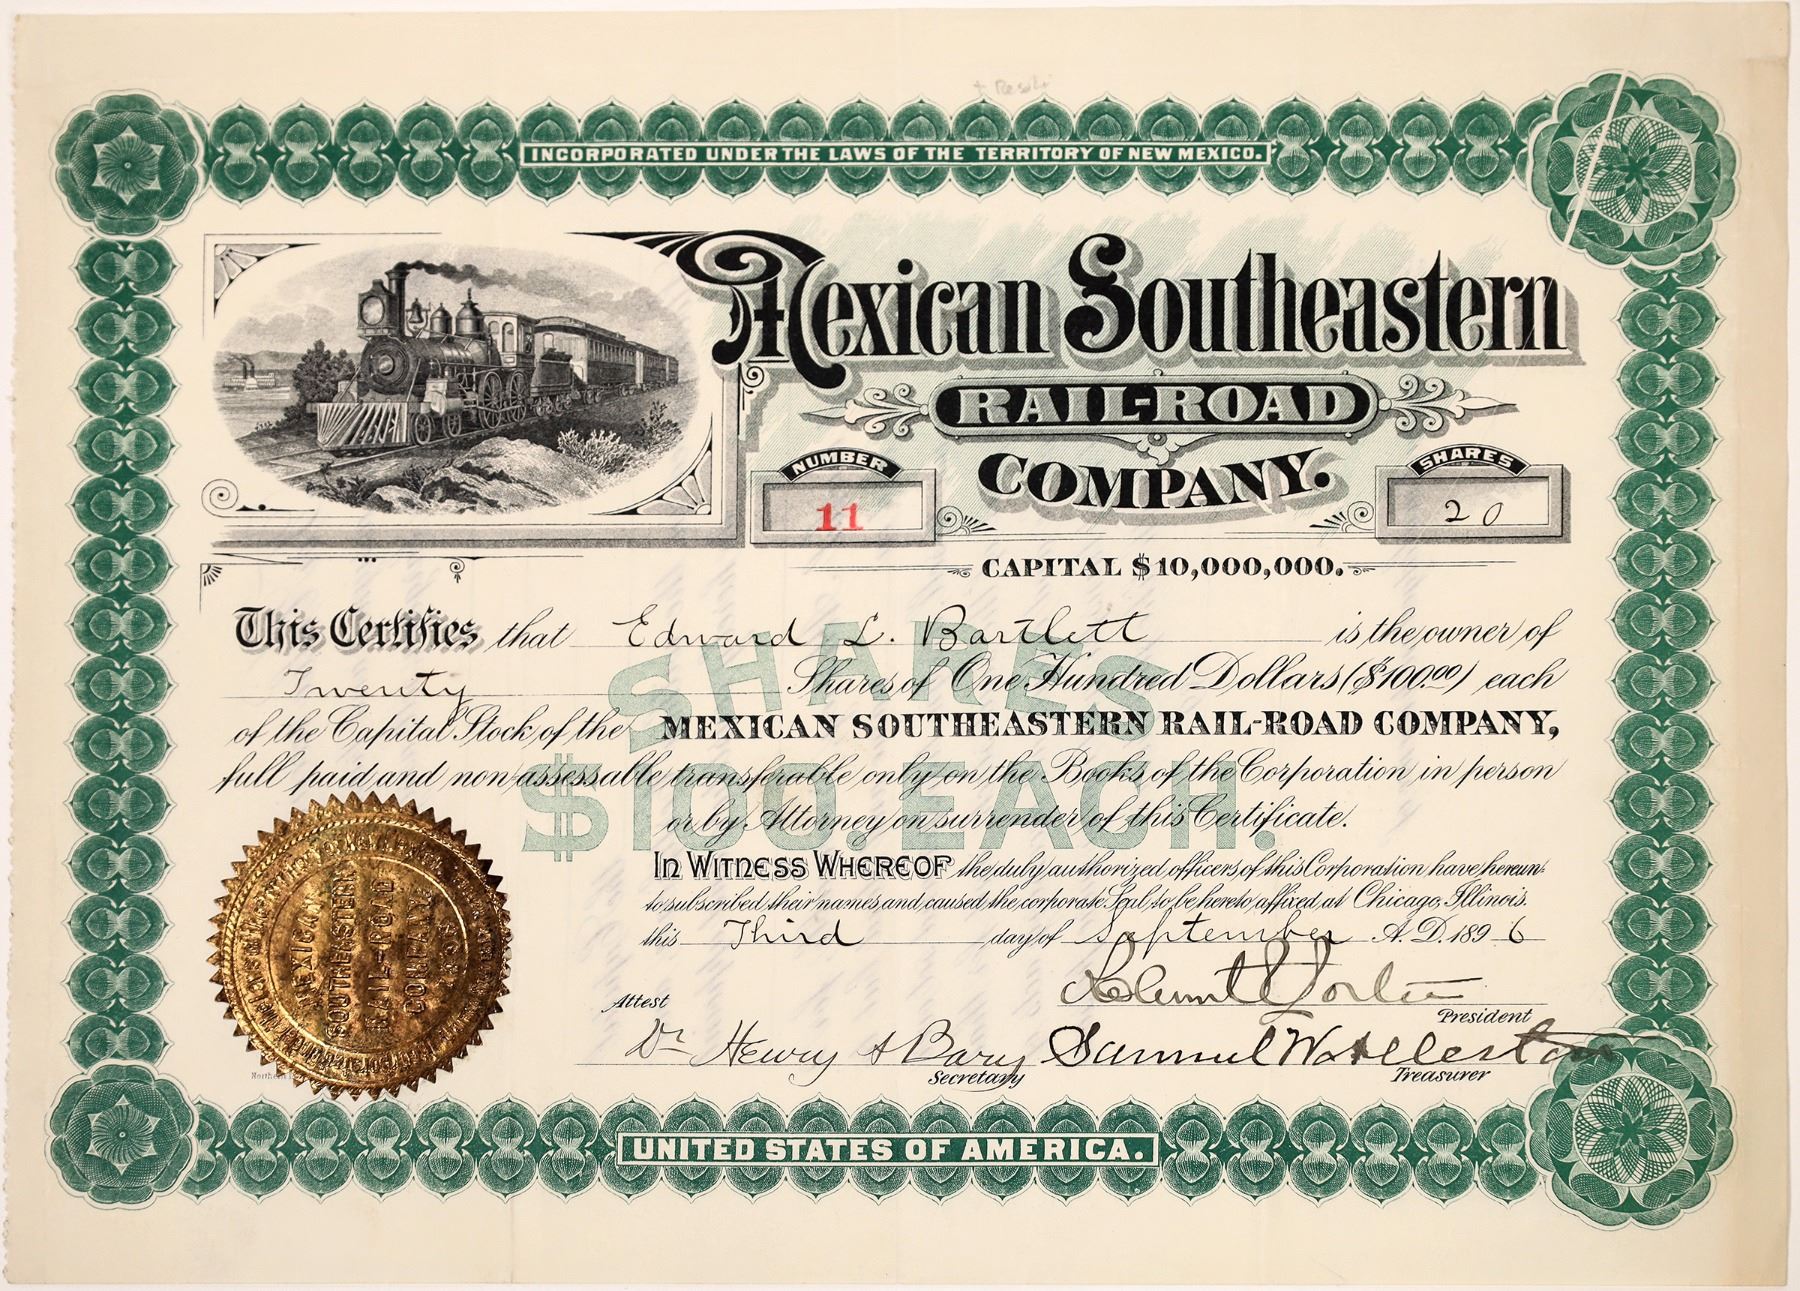 INCORPORATED UNDER THE LAWS OF THE TERRITORY OF NEW MEXICO.
Mexican Southeastern
RAIL-ROAD
COMPANY.
NUMBER
11
SHARES
20
CAPITAL $10,000,000.
This Certifies that Edward L. Bartlett is the owner of
Twenty Shares of One Hundred Dollars ($100.00) each
of the Capital Stock of the MEXICAN SOUTHEASTERN RAIL-ROAD COMPANY,
full paid and non assessable transferable only on the Books of the Corporation in person
or by Attorney on surrender of this Certificate.
SHARES
$100. EACH.
In Witness Whereof the duly authorized officers of this Corporation have hereun-
to subscribed their names and caused the corporate Seal to be hereto affixed at Chicago, Illinois.
this Third day of September A.D. 1896
President
Attest
Dr Henry
Secretary
Samuel W.
Treasurer
MEXICAN
SOUTHEASTERN
RAIL-ROAD
COMPANY
UNITED STATES OF AMERICA.